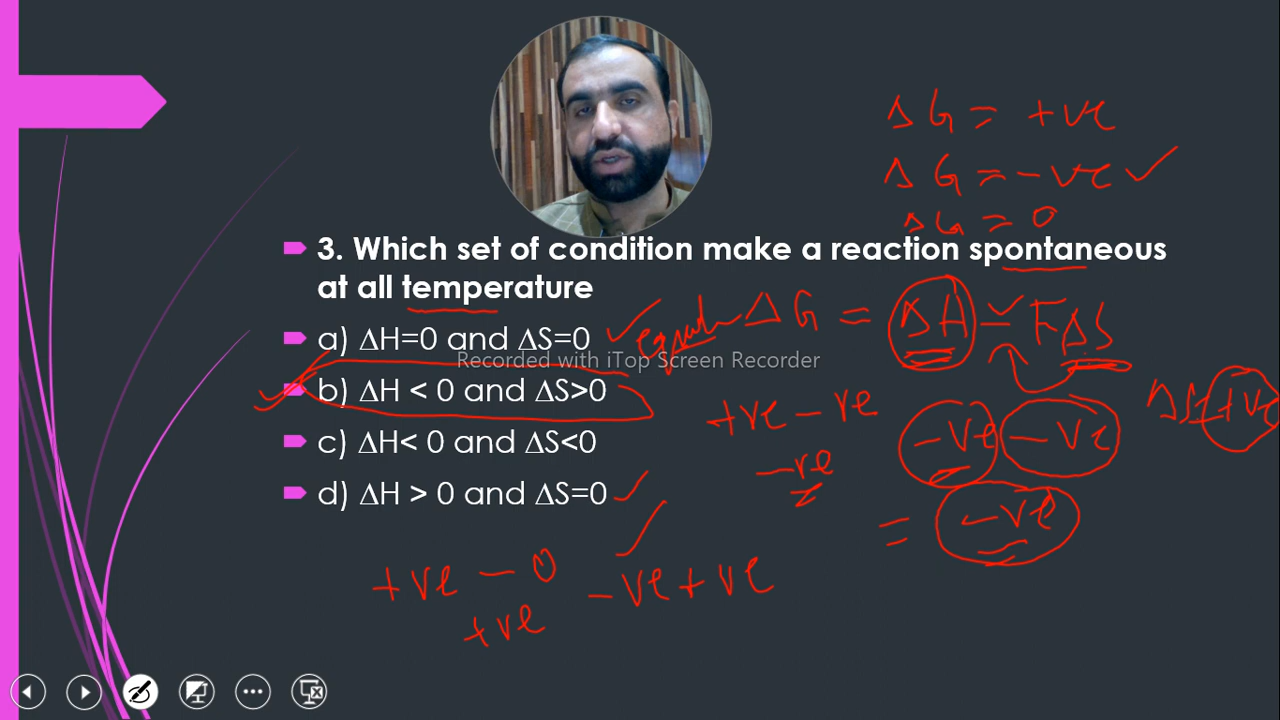 ΔG = +ve
ΔG = -ve ✓
ΔG = 0
3. Which set of condition make a reaction spontaneous
at all temperature
a) ΔH=0 and ΔS=0 ✓
ΔG = ΔH - TΔS
Recorded with iTop Screen Recorder
b) ΔH < 0 and ΔS>0
+ve - ve
-ve - ve
+ve
c) ΔH< 0 and ΔS<0
-ve
d) ΔH > 0 and ΔS=0 ✓
= -ve
+ve - 0
-ve + ve
+ve